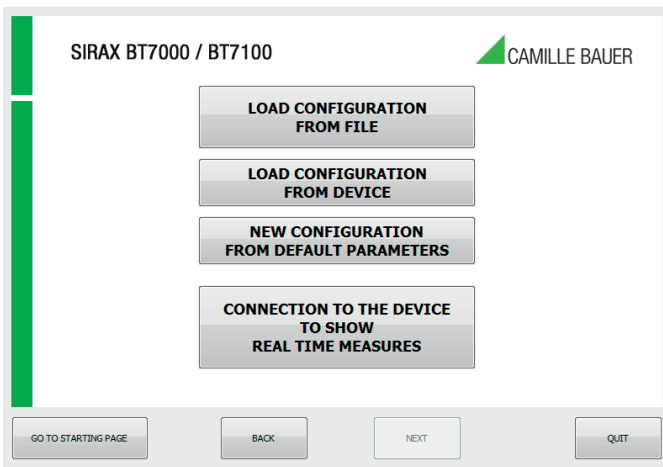 SIRAX BT7000 / BT7100
CAMILLE BAUER
LOAD CONFIGURATION
FROM FILE
LOAD CONFIGURATION
FROM DEVICE
NEW CONFIGURATION
FROM DEFAULT PARAMETERS
CONNECTION TO THE DEVICE
TO SHOW
REAL TIME MEASURES
GO TO STARTING PAGE
BACK
NEXT
QUIT